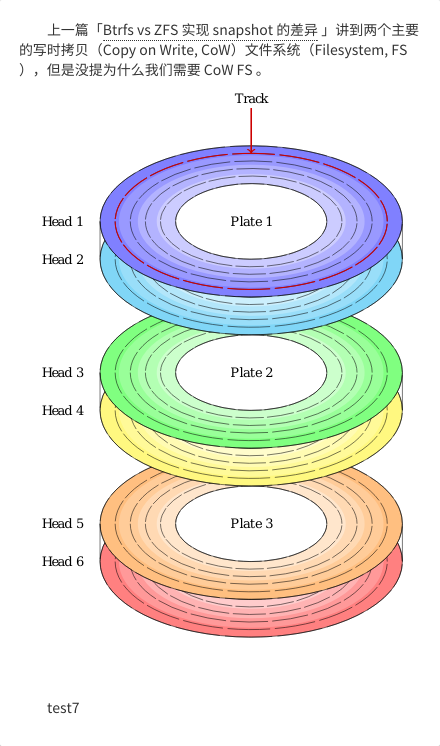 上一篇「Btrfs vs ZFS 实现 snapshot 的差异 」讲到两个主要
的写时拷贝（Copy on Write, CoW）文件系统（Filesystem, FS
），但是没提为什么我们需要 CoW FS 。
Track
Head 1
Plate 1
Head 2
Head 3
Plate 2
Head 4
Head 5
Plate 3
Head 6
test7